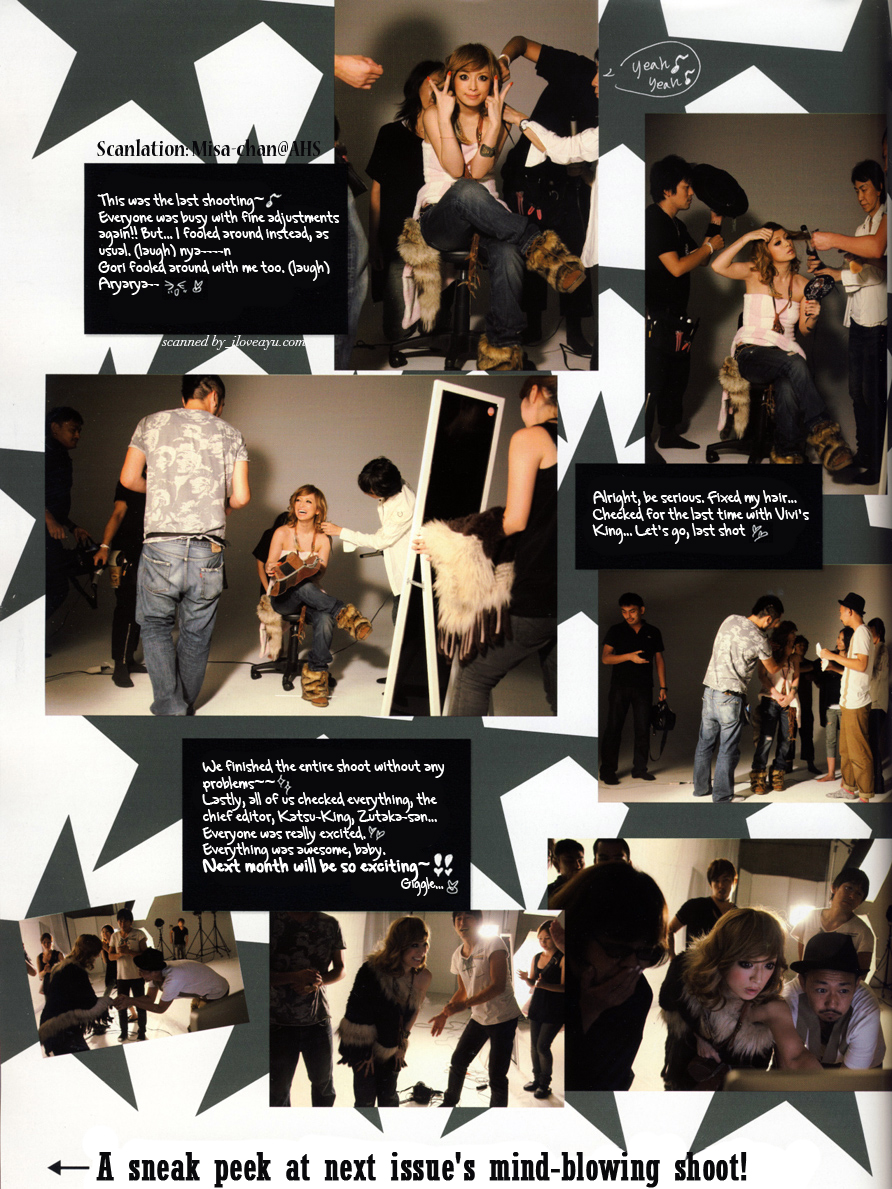 yeah♪
yeah♪
Scanlation: Misa-chan@AHS
This was the last shooting~♪
Everyone was busy with fine adjustments
again!! But... I fooled around instead, as
usual. (laugh) nya----n
Gori fooled around with me too. (laugh)
Aryarya--
scanned by_iloveayu.com
Alright, be serious. Fixed my hair...
Checked for the last time with Vivi's
King... Let's go, last shot
We finished the entire shoot without any
problems~~
Lastly, all of us checked everything, the
chief editor, Katsu-King, Zutaka-san...
Everyone was really excited.
Everything was awesome, baby.
Next month will be so exciting~!!
Giggle...
← A sneak peek at next issue's mind-blowing shoot!